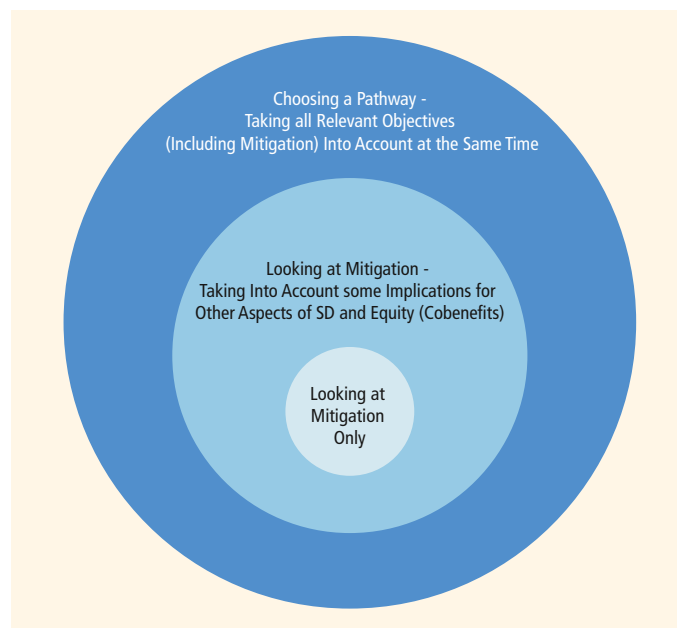 Choosing a Pathway -
Taking all Relevant Objectives
(Including Mitigation) Into Account at the Same Time
Looking at Mitigation -
Taking Into Account some Implications for
Other Aspects of SD and Equity (Cobenefits)
Looking at
Mitigation
Only